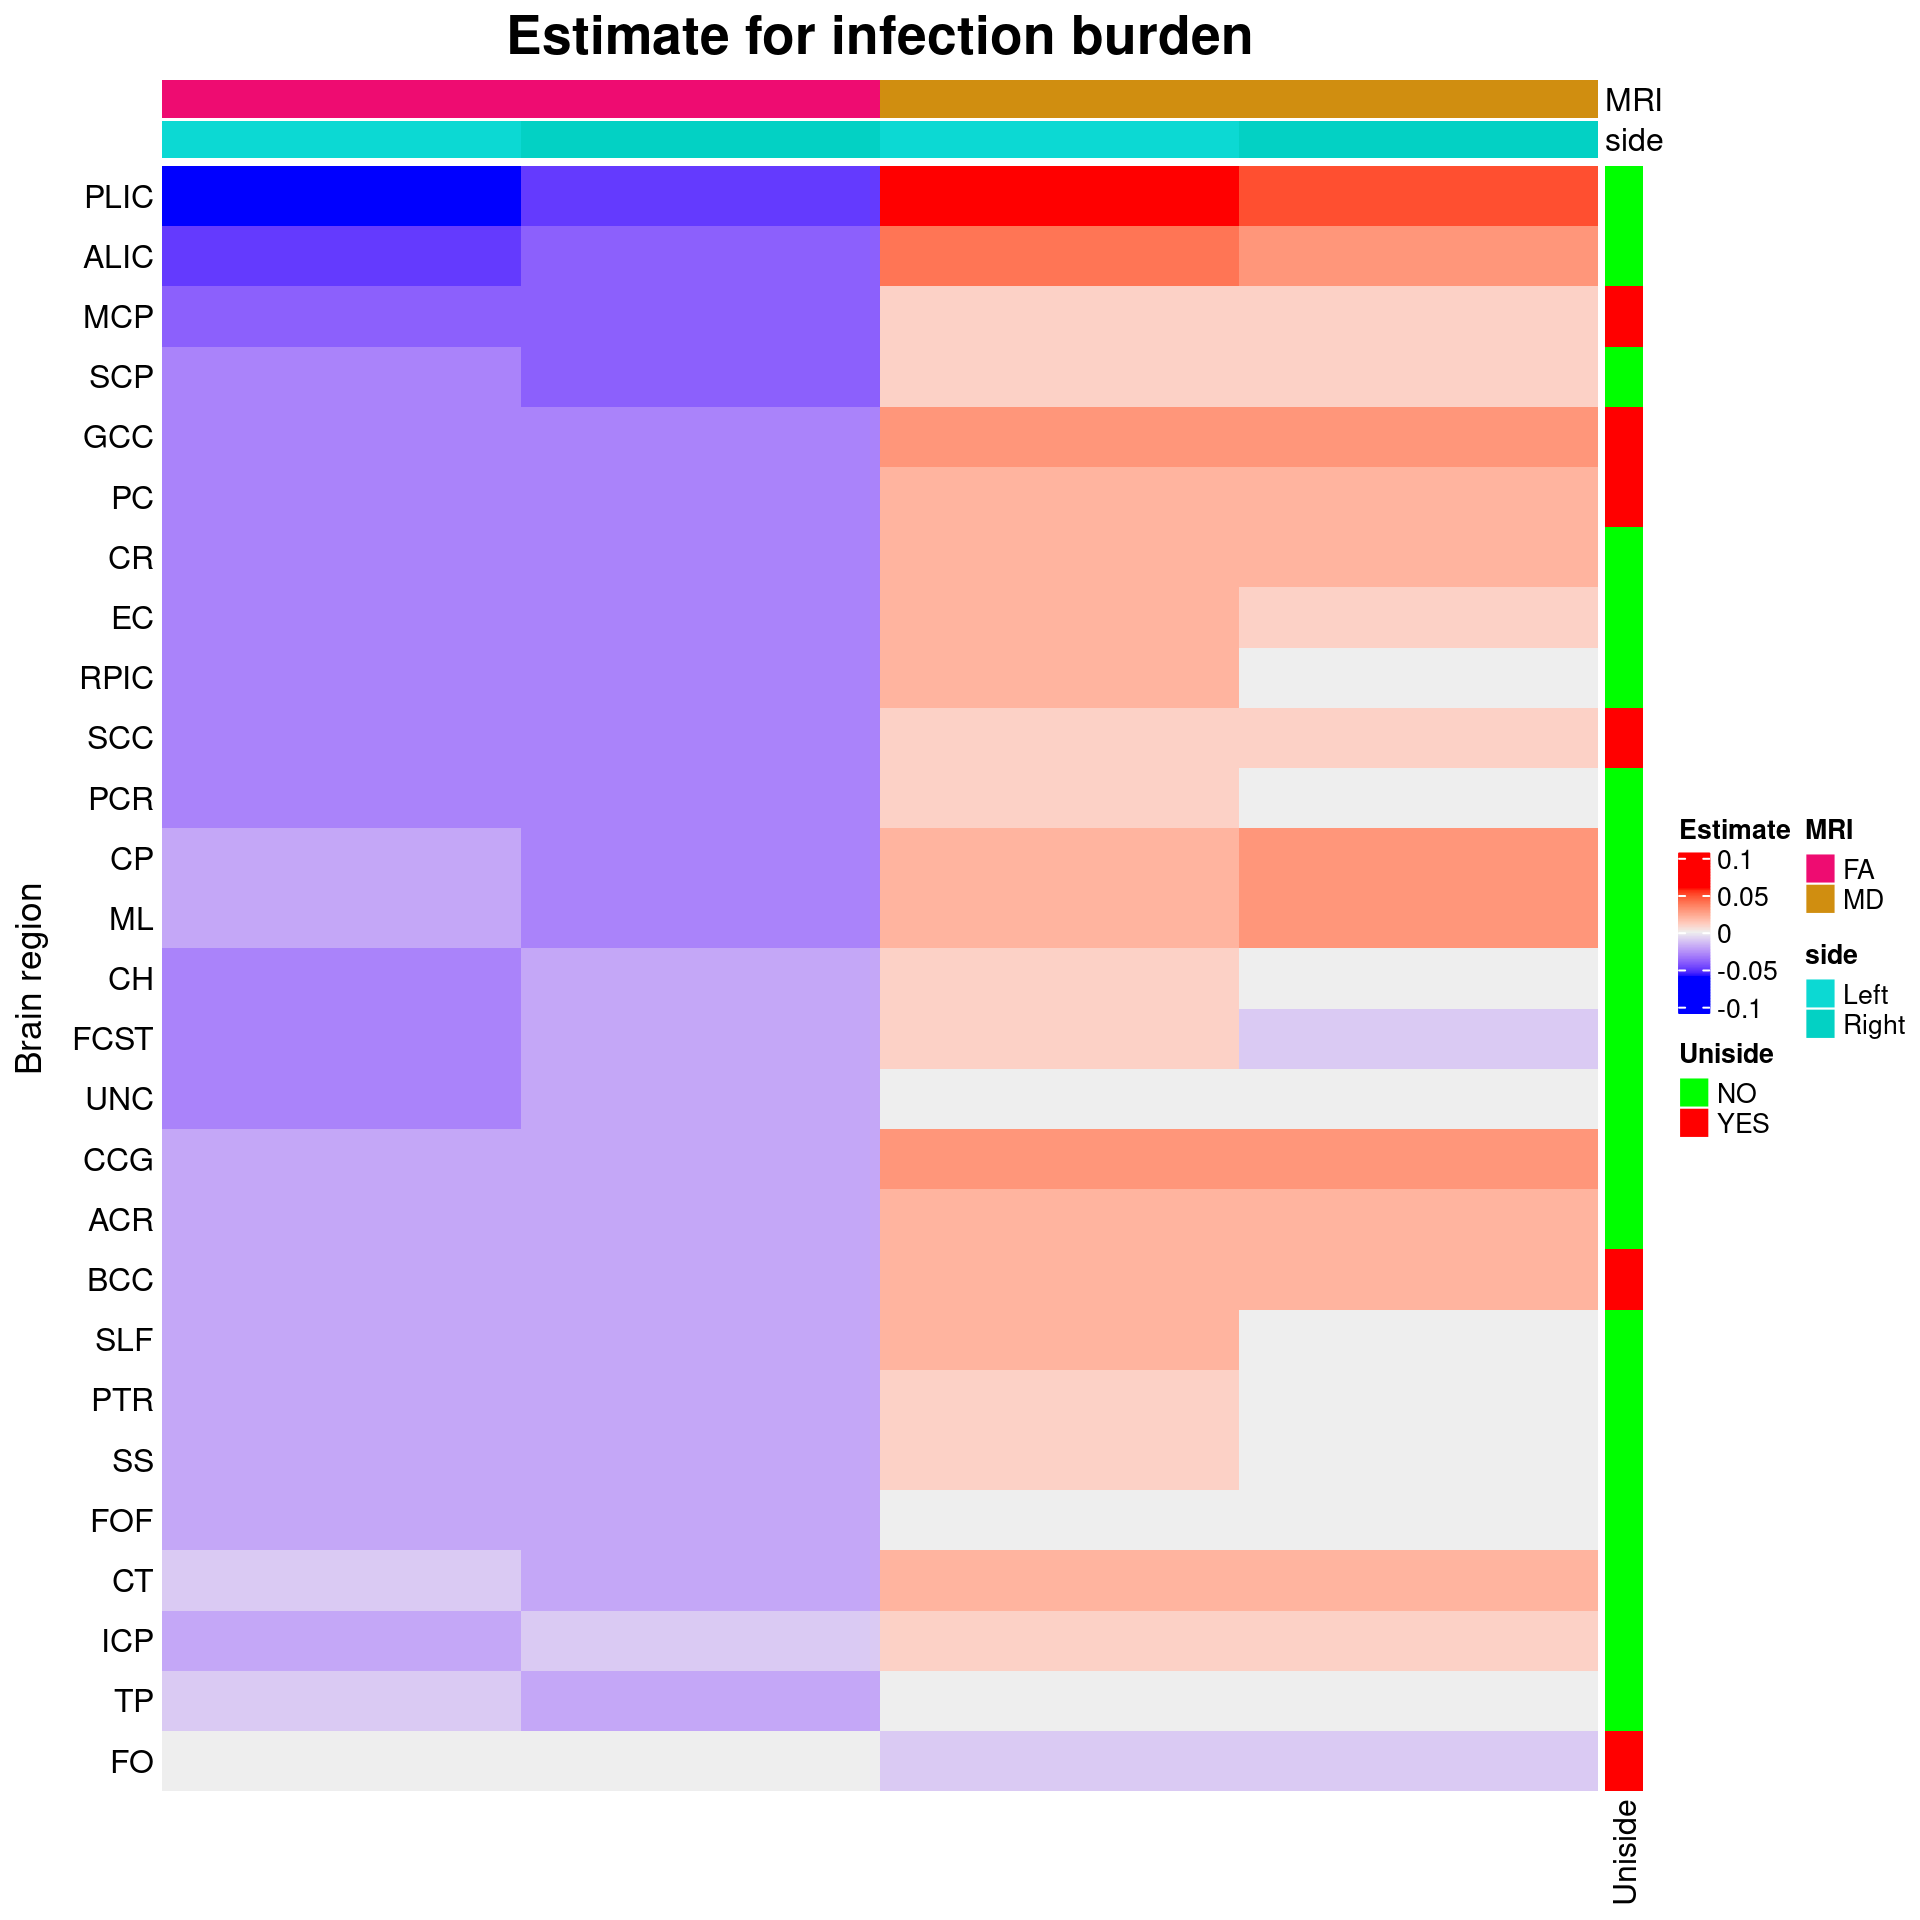 Estimate for infection burden
MRI
side
PLIC
ALIC
MCP
SCP
GCC
PC
CR
EC
RPIC
SCC
PCR
CP
ML
CH
FCST
UNC
CCG
ACR
BCC
SLF
PTR
SS
FOF
CT
ICP
TP
FO
Brain region
Uniside
Estimate
0.1
0.05
0
-0.05
-0.1
Uniside
NO
YES
MRI
FA
MD
side
Left
Right